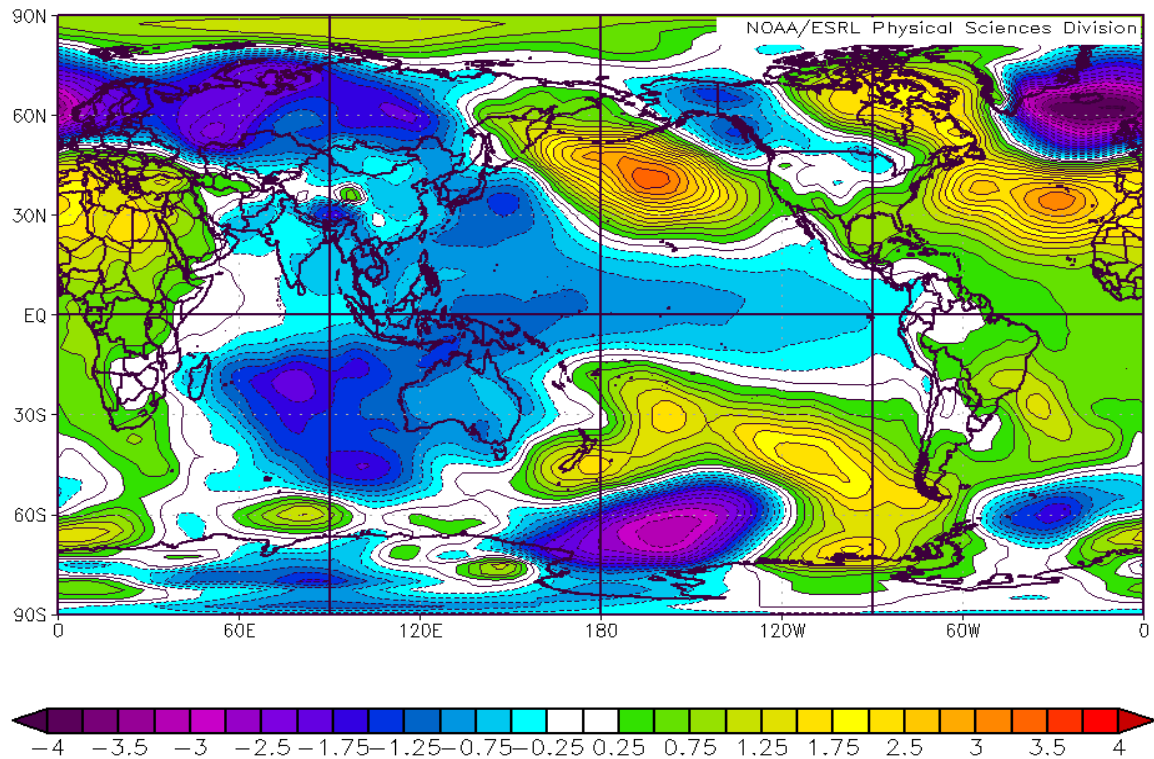 90N
NOAA/ESRL Physical Sciences Division
60N
30N
EQ
30S
60S
90S
0 60E 120E 180 120W 60W 0
−4 −3.5 −3 −2.5 −1.75 −1.25 −0.75 −0.25 0.25 0.75 1.25 1.75 2.5 3 3.5 4